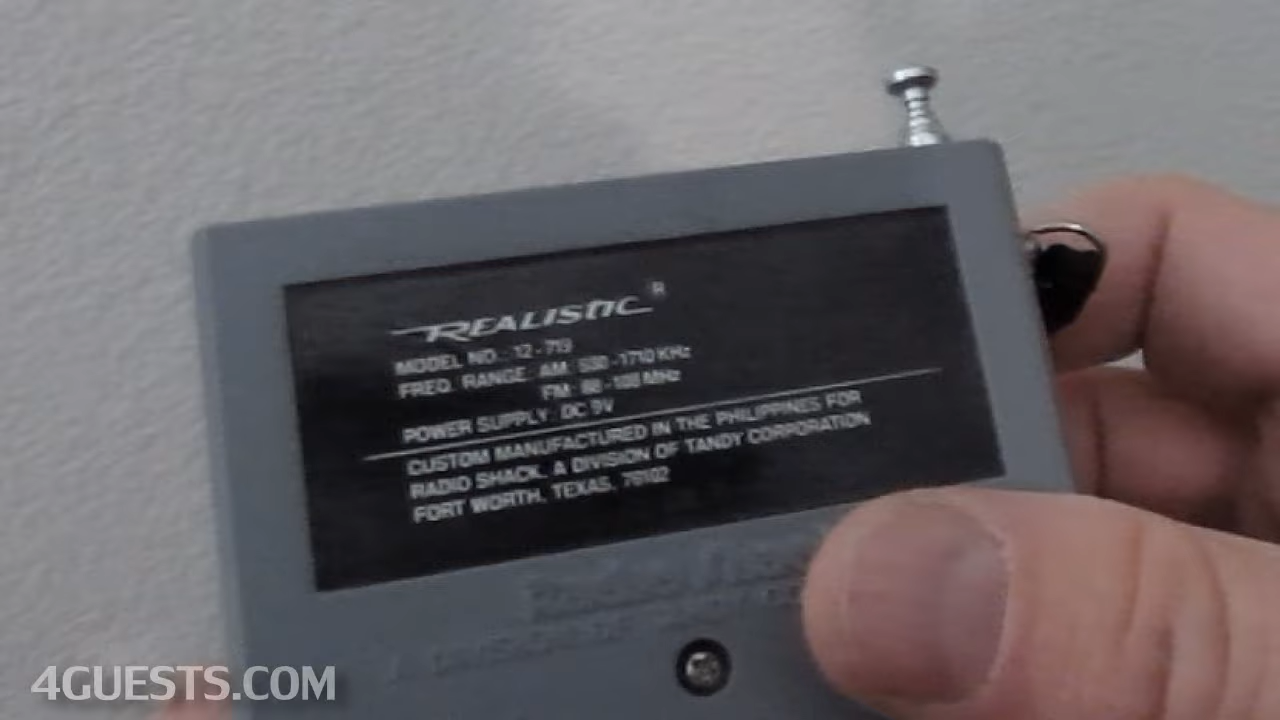 REALISTIC ®
MODEL NO.: 12-719
FREQ. RANGE: AM: 530-1710 KHz
FM: 88-108 MHz
POWER SUPPLY: DC 9V
CUSTOM MANUFACTURED IN THE PHILIPPINES FOR
RADIO SHACK, A DIVISION OF TANDY CORPORATION
FORT WORTH, TEXAS, 76102
4GUESTS.COM